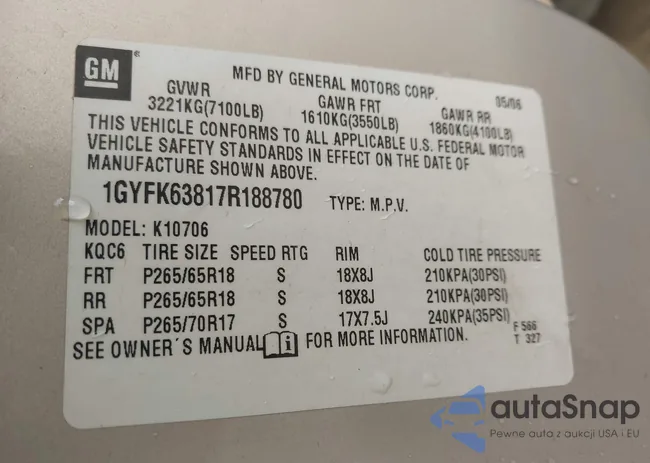 GM
MFD BY GENERAL MOTORS CORP. 05/06
GVWR GAWR FRT GAWR RR
3221KG(7100LB) 1610KG(3550LB) 1860KG(4100LB)
THIS VEHICLE CONFORMS TO ALL APPLICABLE U.S. FEDERAL MOTOR
VEHICLE SAFETY STANDARDS IN EFFECT ON THE DATE OF
MANUFACTURE SHOWN ABOVE.
1GYFK63817R188780 TYPE: M.P.V.
MODEL: K10706
KQC6 TIRE SIZE SPEED RTG RIM COLD TIRE PRESSURE
FRT P265/65R18 S 18X8J 210KPA(30PSI)
RR P265/65R18 S 18X8J 210KPA(30PSI)
SPA P265/70R17 S 17X7.5J 240KPA(35PSI)
F 566
SEE OWNER´S MANUAL FOR MORE INFORMATION. T 327
autaSnap
Pewne auta z aukcji USA i EU